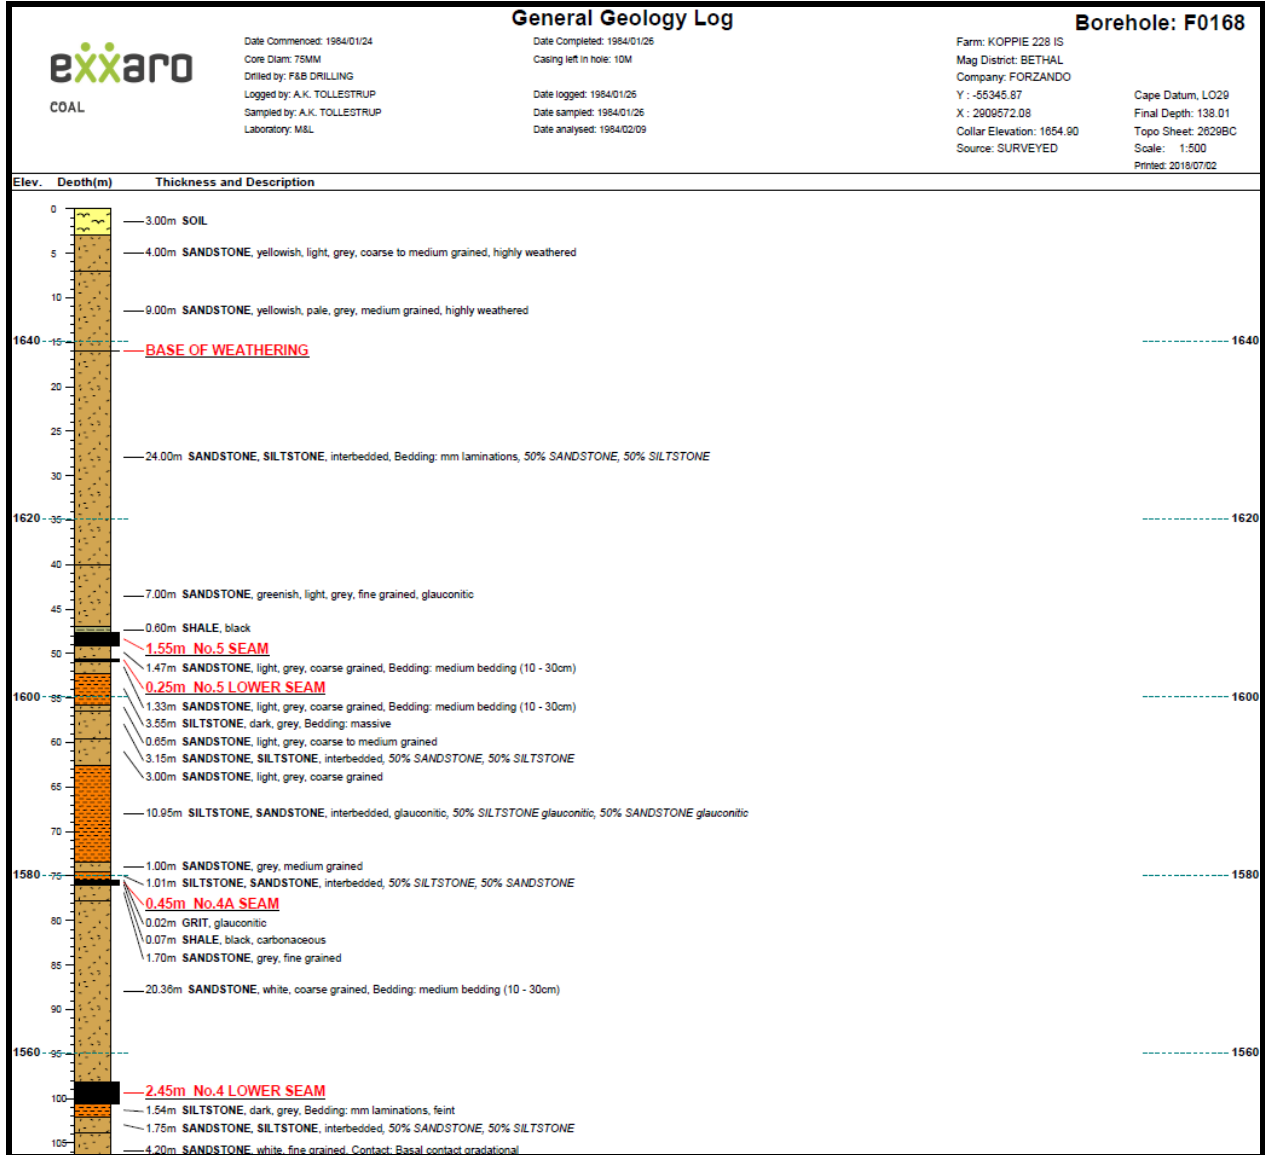 General Geology Log
Borehole: F0168
exxaro
COAL
Date Commenced: 1984/01/24
Core Diam: 75MM
Drilled by: F&B DRILLING
Logged by: A.K. TOLLESTRUP
Sampled by: A.K. TOLLESTRUP
Laboratory: M&L
Date Completed: 1984/01/26
Casing left in hole: 10M
Date logged: 1984/01/26
Date sampled: 1984/01/26
Date analysed: 1984/02/09
Farm: KOPPIE 228 IS
Mag District: BETHAL
Company: FORZANDO
Y : -55345.87
X : 2909572.08
Collar Elevation: 1654.90
Source: SURVEYED
Cape Datum, LO29
Final Depth: 138.01
Topo Sheet: 2629BC
Scale: 1:500
Printed: 2018/07/02
Elev. Depth(m) Thickness and Description
0
3.00m SOIL
5
4.00m SANDSTONE, yellowish, light, grey, coarse to medium grained, highly weathered
10
9.00m SANDSTONE, yellowish, pale, grey, medium grained, highly weathered
1640 15 1640
BASE OF WEATHERING
20
25
24.00m SANDSTONE, SILTSTONE, interbedded, Bedding: mm laminations, 50% SANDSTONE, 50% SILTSTONE
30
1620 35 1620
40
7.00m SANDSTONE, greenish, light, grey, fine grained, glauconitic
45
0.60m SHALE, black
1.55m No.5 SEAM
50
1.47m SANDSTONE, light, grey, coarse grained, Bedding: medium bedding (10 - 30cm)
0.25m No.5 LOWER SEAM
1600 55 1600
1.33m SANDSTONE, light, grey, coarse grained, Bedding: medium bedding (10 - 30cm)
3.55m SILTSTONE, dark, grey, Bedding: massive
60
0.65m SANDSTONE, light, grey, coarse to medium grained
3.15m SANDSTONE, SILTSTONE, interbedded, 50% SANDSTONE, 50% SILTSTONE
3.00m SANDSTONE, light, grey, coarse grained
65
10.95m SILTSTONE, SANDSTONE, interbedded, glauconitic, 50% SILTSTONE glauconitic, 50% SANDSTONE glauconitic
70
1.00m SANDSTONE, grey, medium grained
1580 75 1580
1.01m SILTSTONE, SANDSTONE, interbedded, 50% SILTSTONE, 50% SANDSTONE
0.45m No.4A SEAM
80
0.02m GRIT, glauconitic
0.07m SHALE, black, carbonaceous
1.70m SANDSTONE, grey, fine grained
85
20.36m SANDSTONE, white, coarse grained, Bedding: medium bedding (10 - 30cm)
90
1560 95 1560
2.45m No.4 LOWER SEAM
100
1.54m SILTSTONE, dark, grey, Bedding: mm laminations, feint
1.75m SANDSTONE, SILTSTONE, interbedded, 50% SANDSTONE, 50% SILTSTONE
105
4.20m SANDSTONE, white, fine grained, Contact: Basal contact gradational